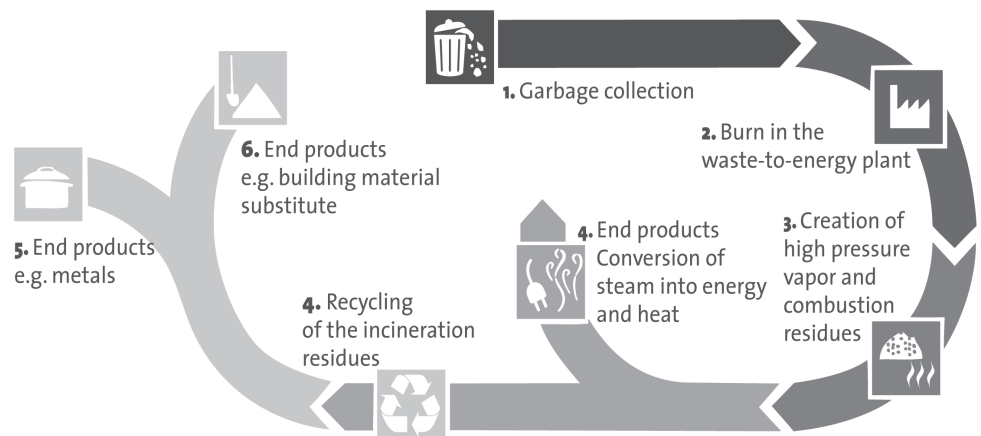 1. Garbage collection
2. Burn in the
waste-to-energy plant
3. Creation of
high pressure
vapor and
combustion
residues
4. End products
Conversion of
steam into energy
and heat
4. Recycling
of the incineration
residues
5. End products
e.g. metals
6. End products
e.g. building material
substitute